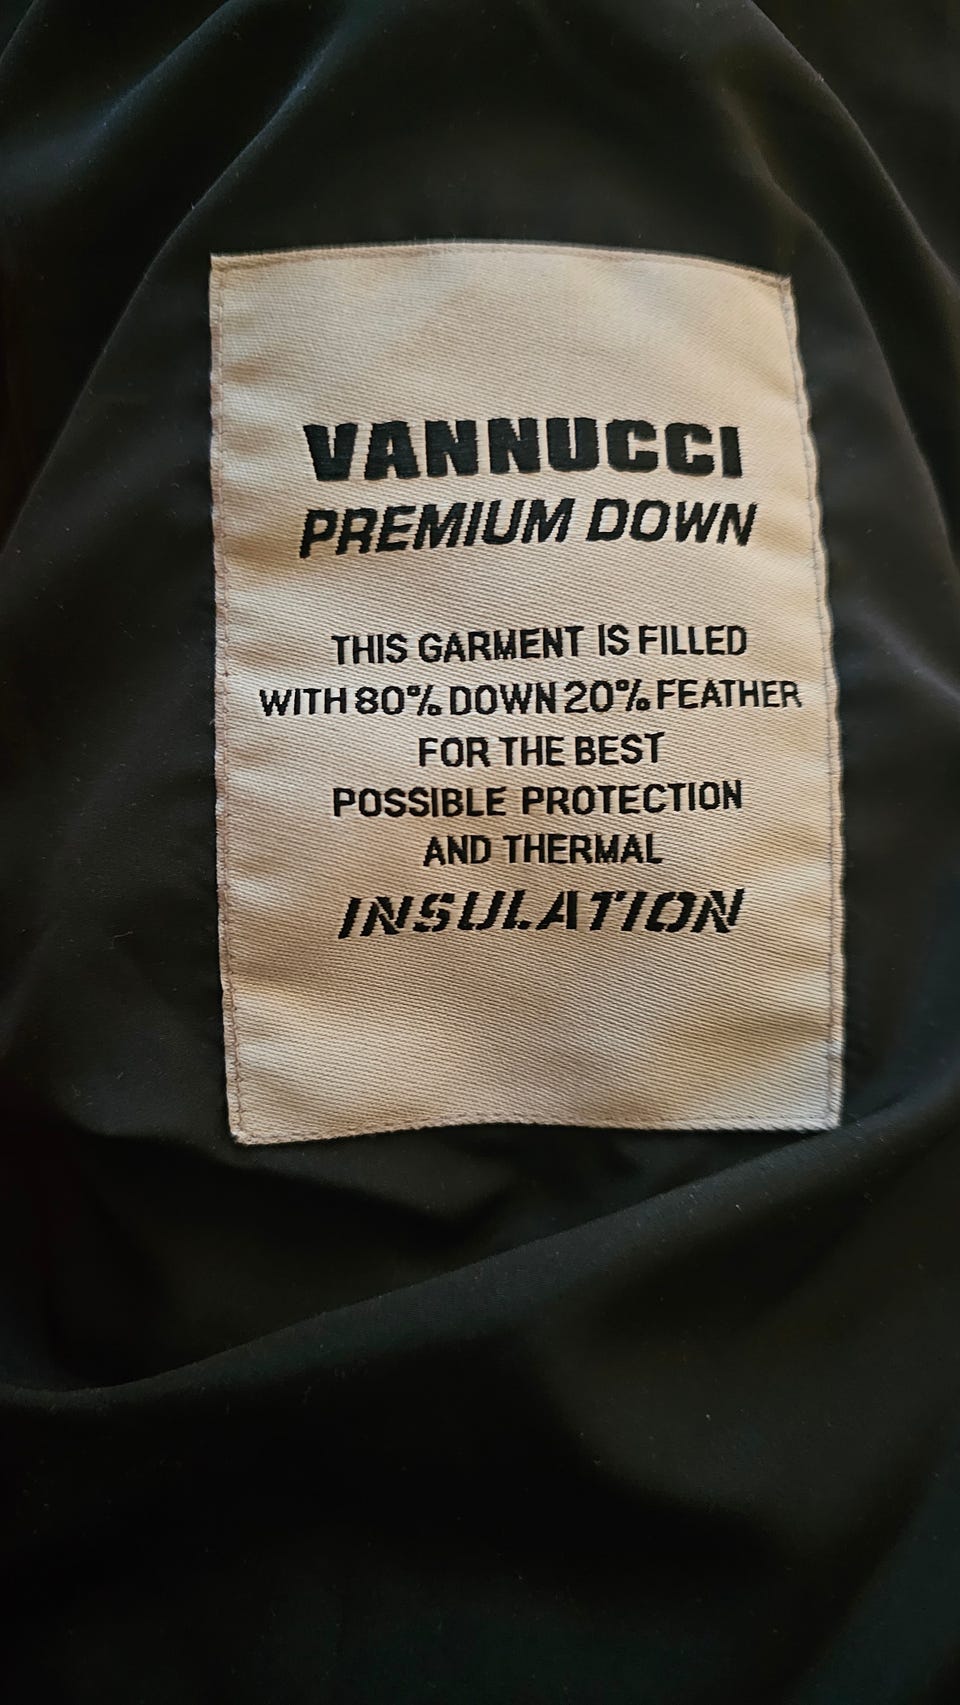 VANNUCCI
PREMIUM DOWN
THIS GARMENT IS FILLED
WITH 80% DOWN 20% FEATHER
FOR THE BEST
POSSIBLE PROTECTION
AND THERMAL
INSULATION